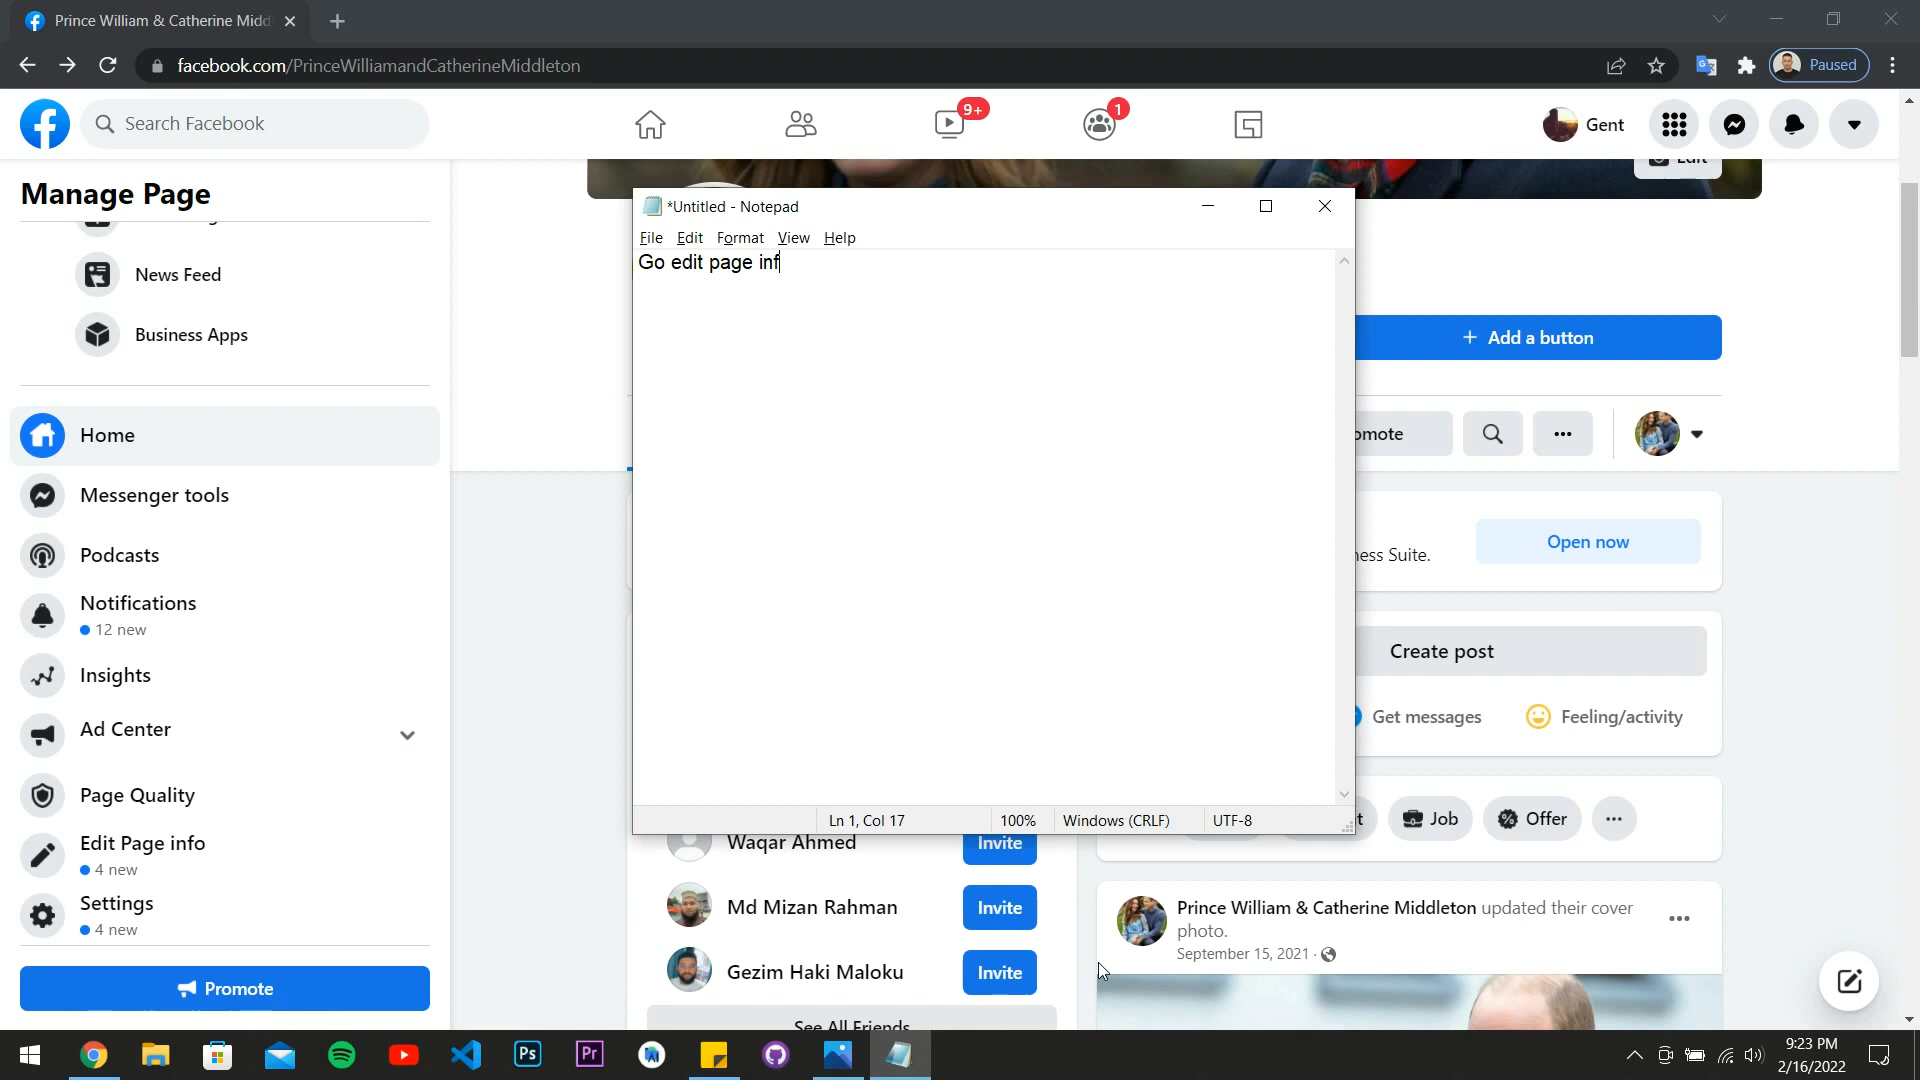 Prince William & Catherine Midd
facebook.com/PrinceWilliamandCatherineMiddleton
Paused
Search Facebook
9+
1
Gent
Manage Page
News Feed
Business Apps
Home
Messenger tools
Podcasts
Notifications
12 new
Insights
Ad Center
Page Quality
Edit Page info
4 new
Settings
4 new
Promote
*Untitled - Notepad
File Edit Format View Help
Go edit page inf
Ln 1, Col 17
100%
Windows (CRLF)
UTF-8
Edit
+ Add a button
omote
ness Suite.
Open now
Create post
Get messages
Feeling/activity
t
Job
Offer
Waqar Ahmed
Invite
Md Mizan Rahman
Invite
Gezim Haki Maloku
Invite
See All Friends
Prince William & Catherine Middleton updated their cover
photo.
September 15, 2021 ·
Ps
Pr
9:23 PM
2/16/2022